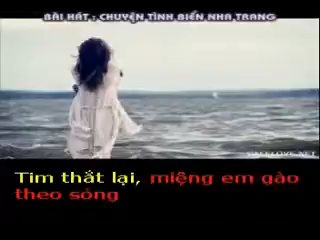 BÀI HÁT : CHUYỆN TÌNH BIỂN NHA TRANG
Tim thắt lại, miệng em gào
theo sóng